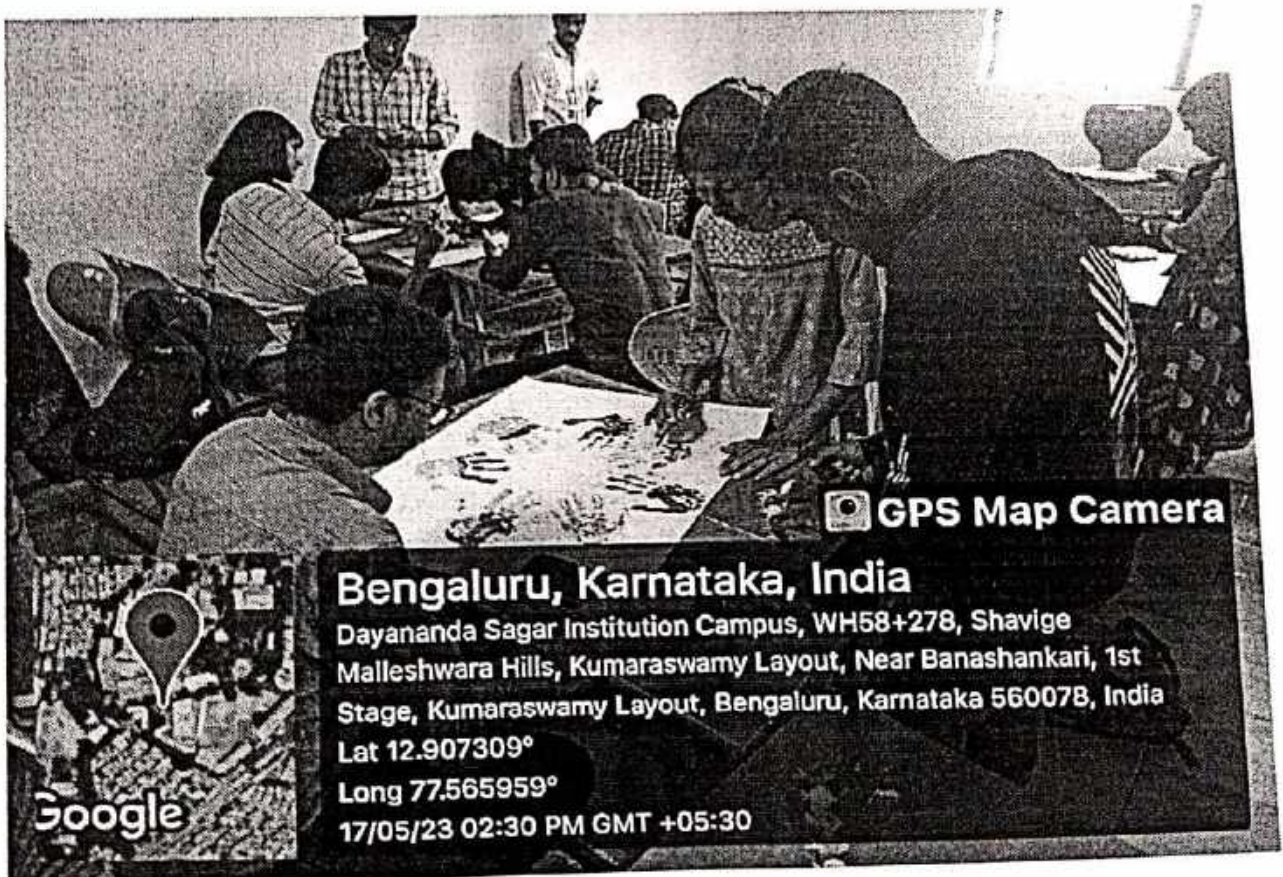 GPS Map Camera
Bengaluru, Karnataka, India
Dayananda Sagar Institution Campus, WH58+278, Shavige
Malleshwara Hills, Kumaraswamy Layout, Near Banashankari, 1st
Stage, Kumaraswamy Layout, Bengaluru, Karnataka 560078, India
Lat 12.907309°
Long 77.565959°
17/05/23 02:30 PM GMT +05:30
Google